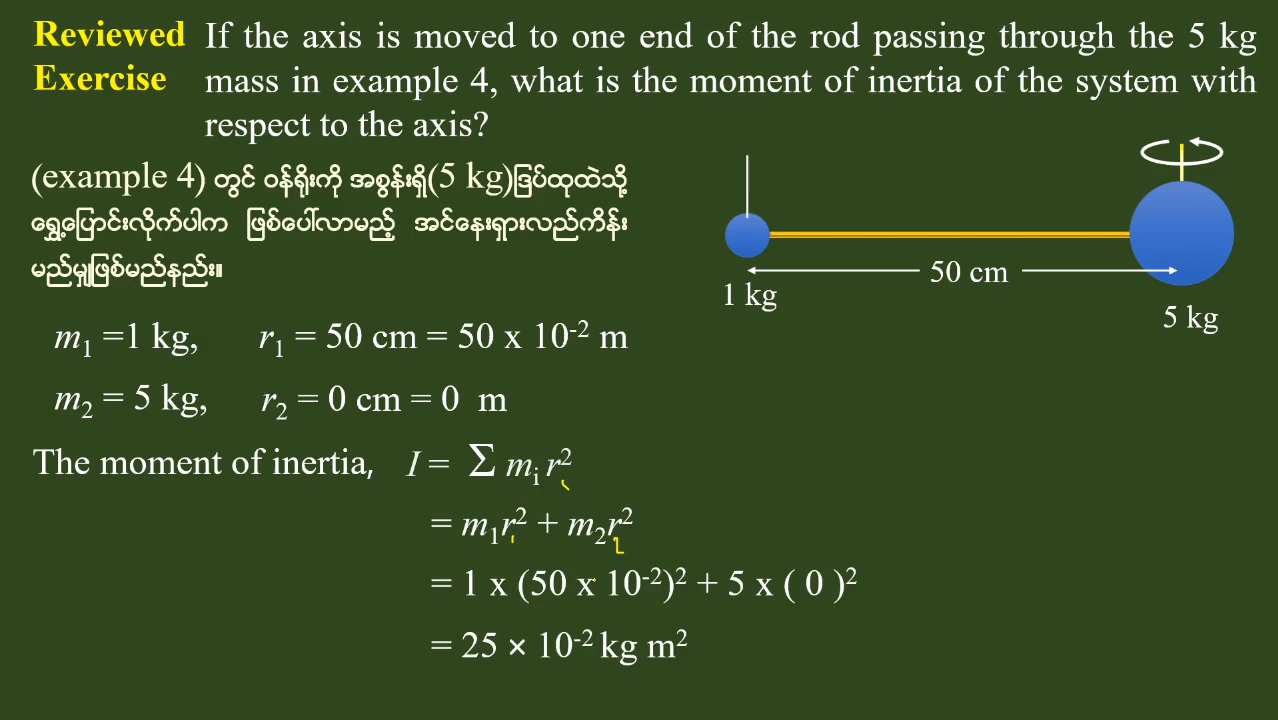 Reviewed Exercise
If the axis is moved to one end of the rod passing through the 5 kg
mass in example 4, what is the moment of inertia of the system with
respect to the axis?
(example 4) တွင် ဝန်ရိုးကို အစွန်းရှိ(5 kg)ဒြပ်ထုထဲသို့
ရွှေ့ပြောင်းလိုက်ပါက ဖြစ်ပေါ်လာမည့် အင်နေးရှားလည်ကိန်း
မည်မျှဖြစ်မည်နည်း။
50 cm
1 kg
5 kg
m₁ =1 kg, r₁ = 50 cm = 50 x 10⁻² m
m₂ = 5 kg, r₂ = 0 cm = 0 m
The moment of inertia, I = Σ mᵢ rᵢ²
= m₁r₁² + m₂r₂²
= 1 x (50 x 10⁻²)² + 5 x ( 0 )²
= 25 × 10⁻² kg m²